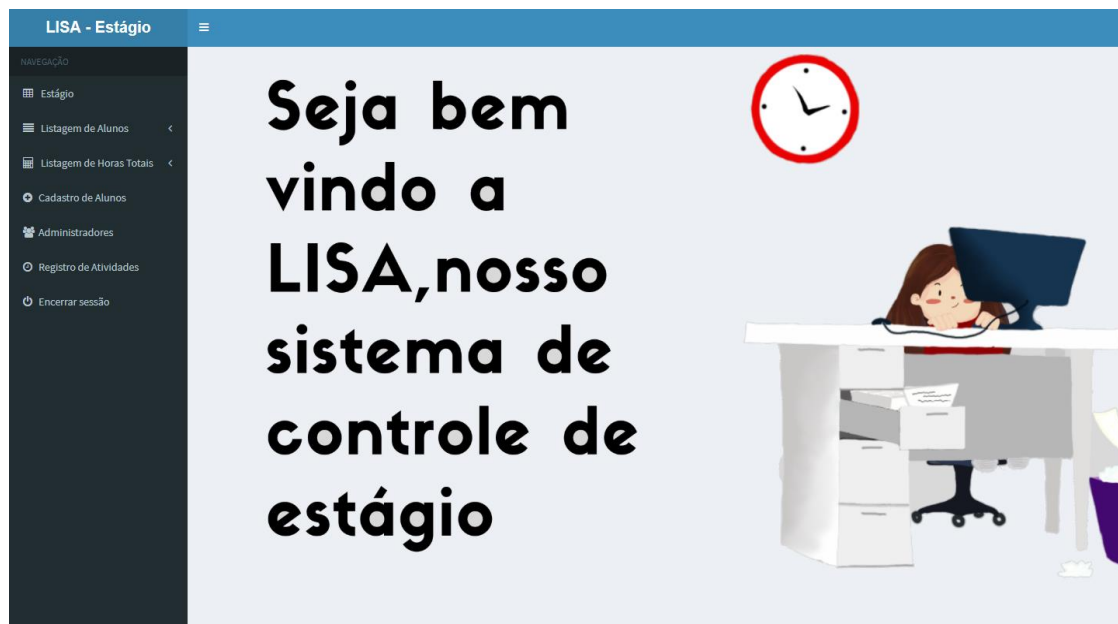 LISA - Estágio
NAVEGAÇÃO
Estágio
Listagem de Alunos
Listagem de Horas Totais
Cadastro de Alunos
Administradores
Registro de Atividades
Encerrar sessão
Seja bem
vindo a
LISA,nosso
sistema de
controle de
estágio